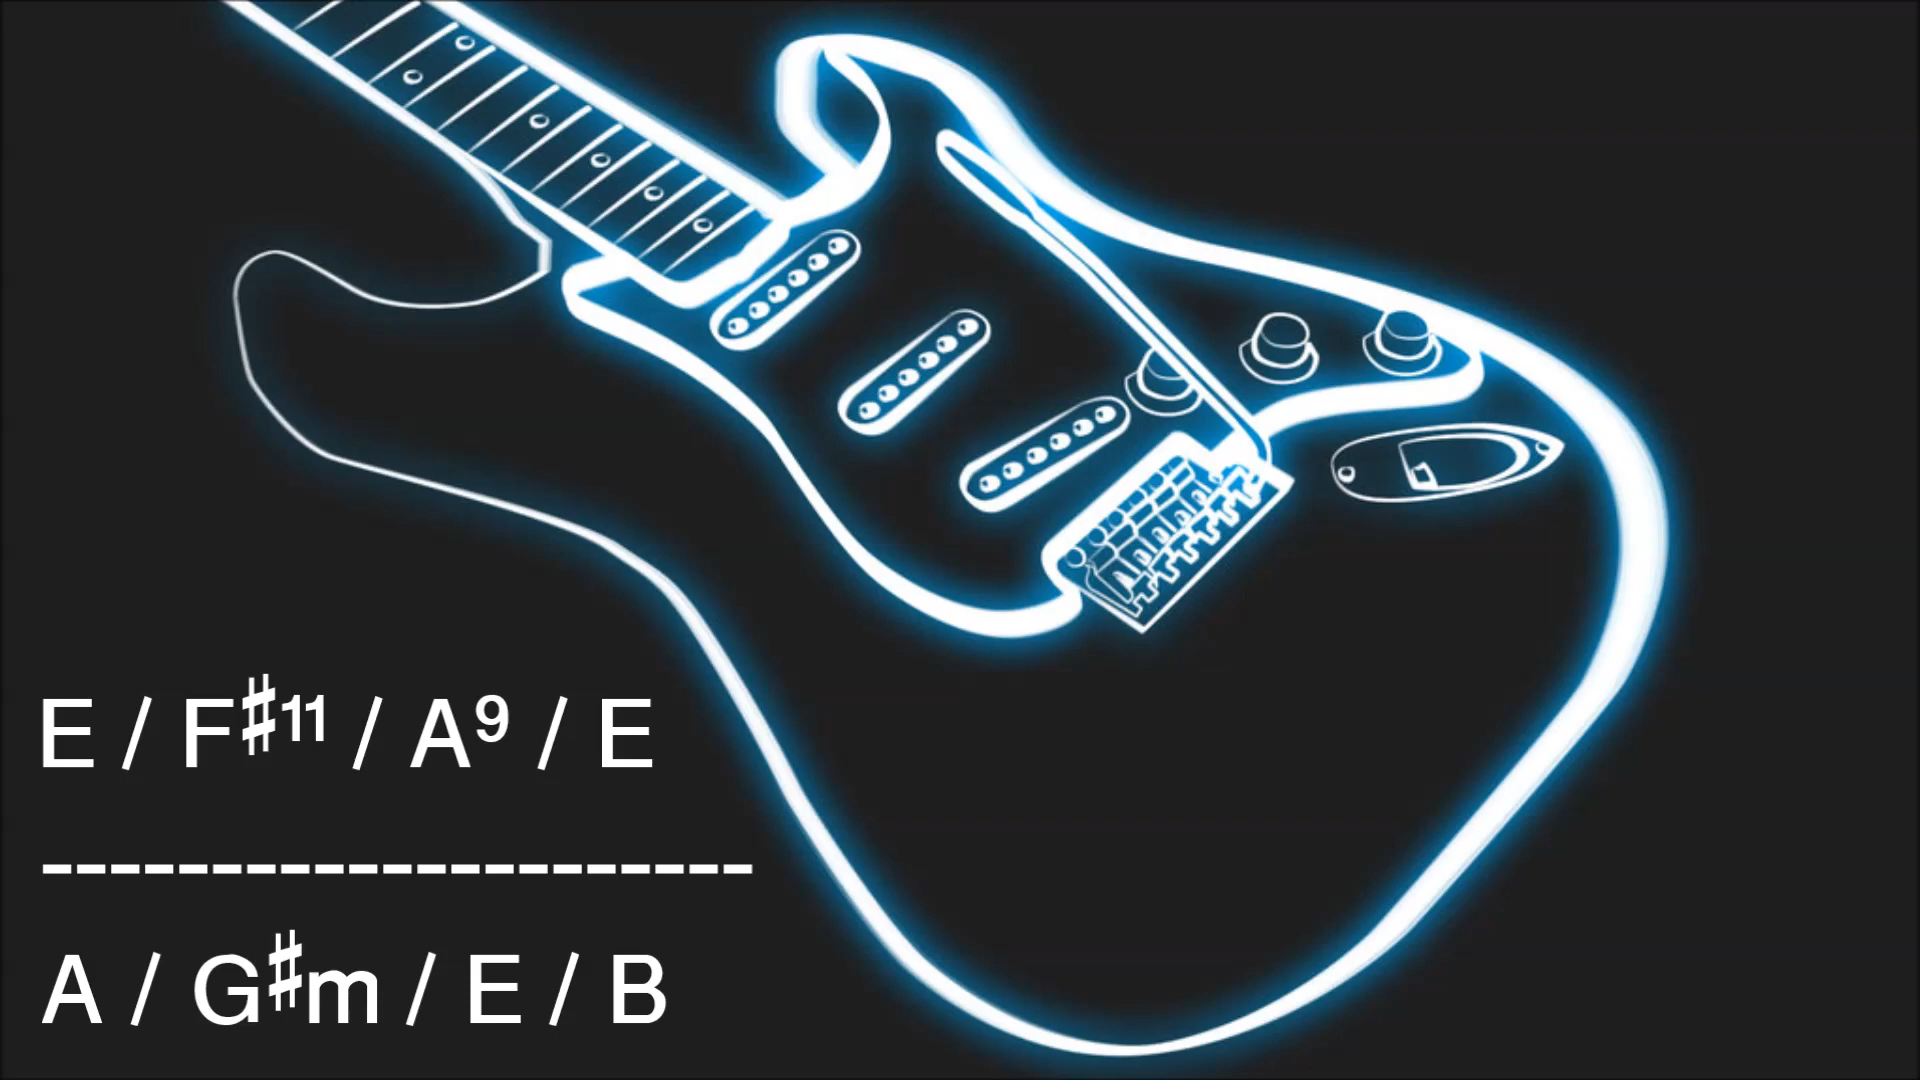 E / F♯¹¹ / A⁹ / E
---------------------
A / G♯m / E / B